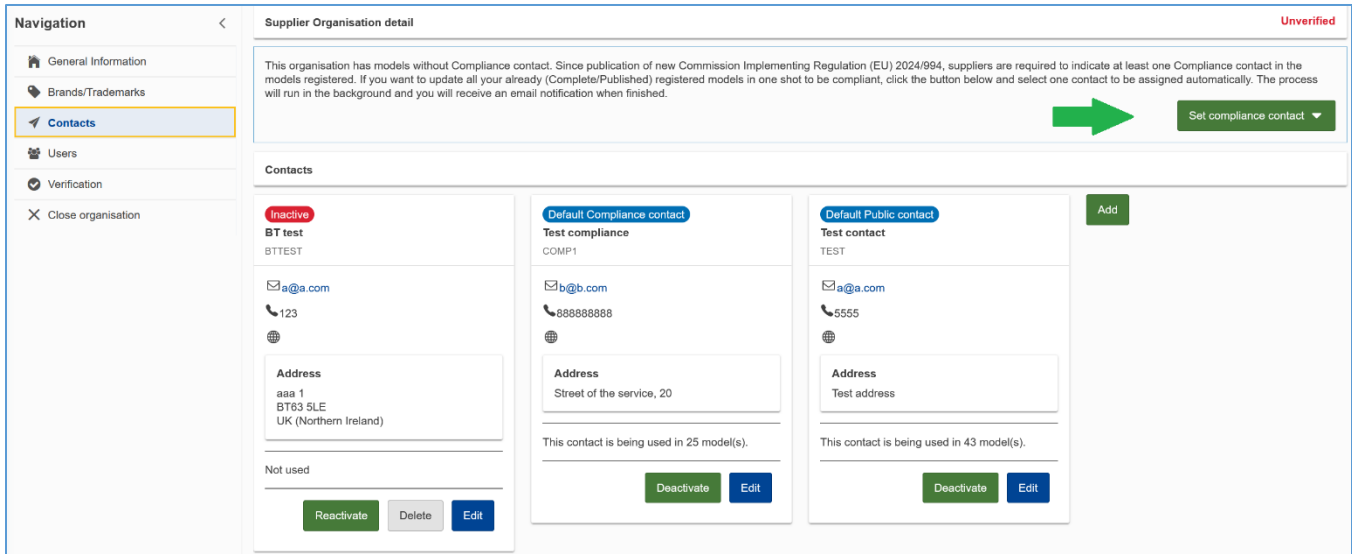 Navigation
General Information
Brands/Trademarks
Contacts
Users
Verification
Close organisation
Supplier Organisation detail
Unverified
This organisation has models without Compliance contact. Since publication of new Commission Implementing Regulation (EU) 2024/994, suppliers are required to indicate at least one Compliance contact in the
models registered. If you want to update all your already (Complete/Published) registered models in one shot to be compliant, click the button below and select one contact to be assigned automatically. The process
will run in the background and you will receive an email notification when finished.
Set compliance contact
Contacts
Inactive
BT test
BTTEST
a@a.com
123
Address
aaa 1
BT63 5LE
UK (Northern Ireland)
Not used
Reactivate
Delete
Edit
Default Compliance contact
Test compliance
COMP1
b@b.com
888888888
Address
Street of the service, 20
This contact is being used in 25 model(s).
Deactivate
Edit
Default Public contact
Test contact
TEST
a@a.com
5555
Address
Test address
This contact is being used in 43 model(s).
Deactivate
Edit
Add